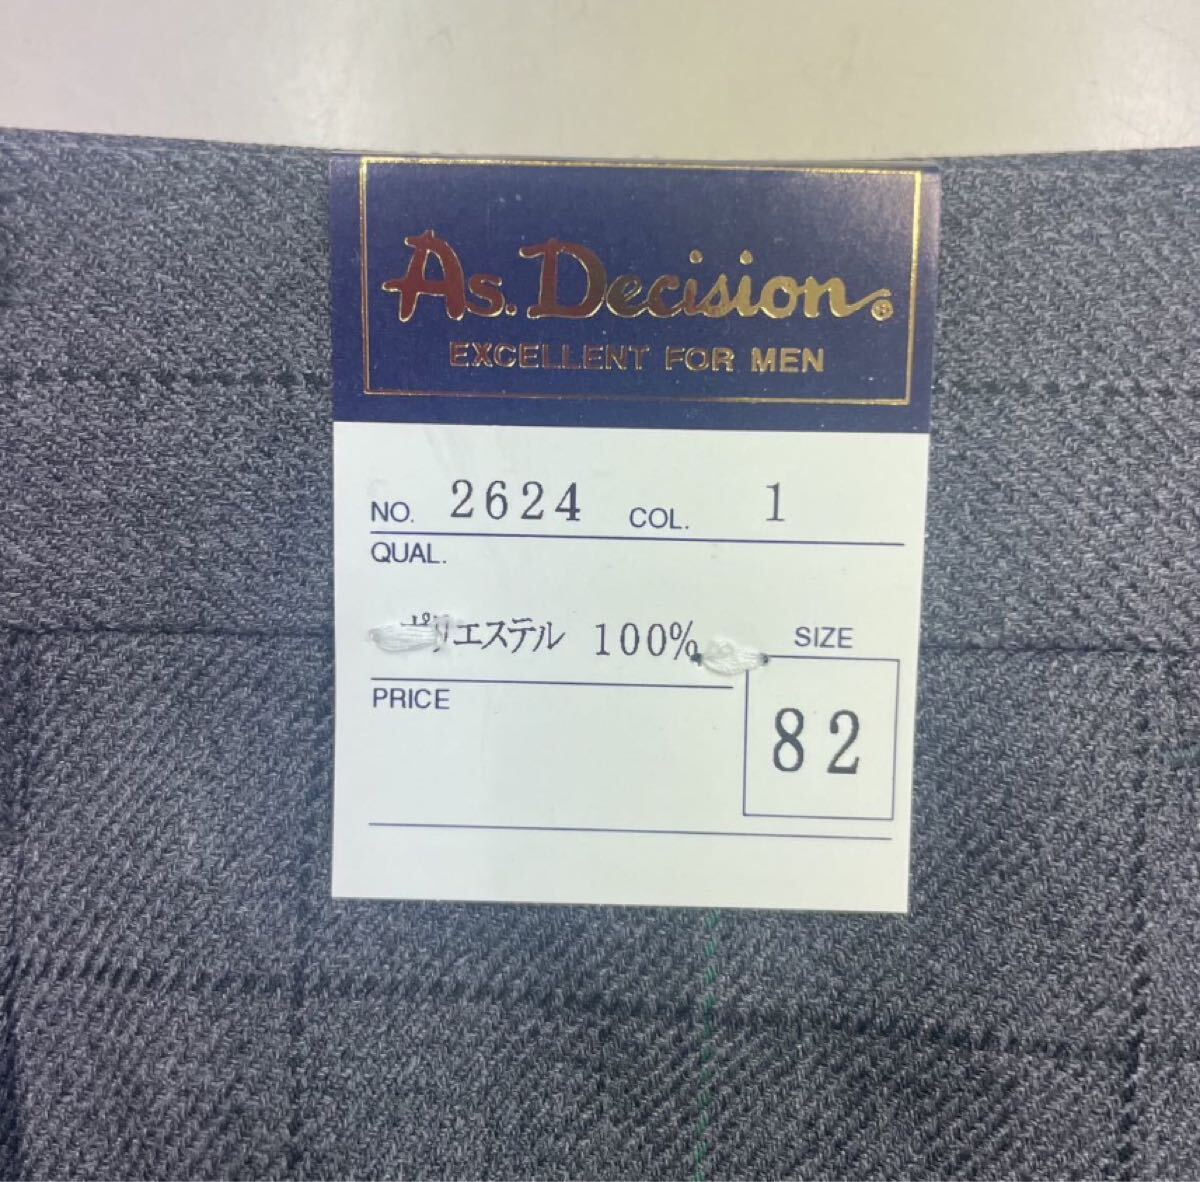 As. Decision®
EXCELLENT FOR MEN
NO. 2624 COL. 1
QUAL.
ポリエステル 100%
SIZE
PRICE
82